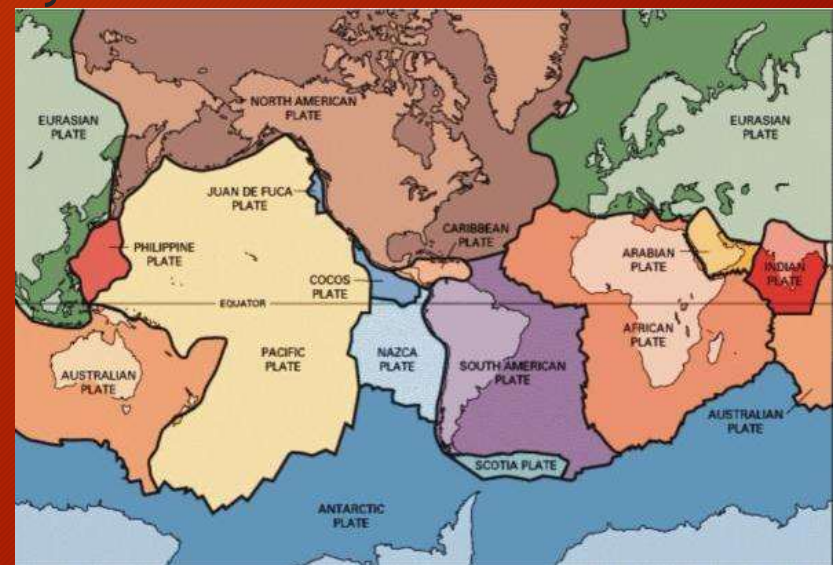 NORTH AMERICAN
PLATE
EURASIAN
PLATE
EURASIAN
PLATE
JUAN DE FUCA
PLATE
CARIBBEAN
PLATE
PHILIPPINE
PLATE
ARABIAN
PLATE
INDIAN
PLATE
COCOS
PLATE
EQUATOR
AFRICAN
PLATE
PACIFIC
PLATE
NAZCA
PLATE
SOUTH AMERICAN
PLATE
AUSTRALIAN
PLATE
AUSTRALIAN
PLATE
SCOTIA PLATE
ANTARCTIC
PLATE